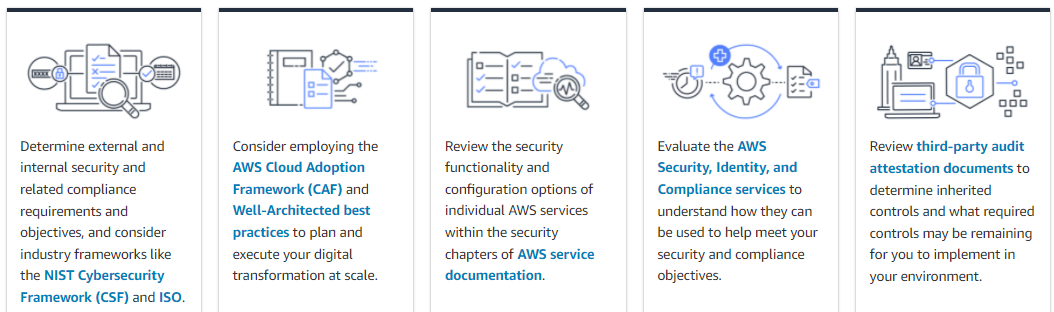 Determine external and
internal security and
related compliance
requirements and
objectives, and consider
industry frameworks like
the NIST Cybersecurity
Framework (CSF) and ISO.
Consider employing the
AWS Cloud Adoption
Framework (CAF) and
Well-Architected best
practices to plan and
execute your digital
transformation at scale.
Review the security
functionality and
configuration options of
individual AWS services
within the security
chapters of AWS service
documentation.
Evaluate the AWS
Security, Identity, and
Compliance services to
understand how they can
be used to help meet your
security and compliance
objectives.
Review third-party audit
attestation documents to
determine inherited
controls and what required
controls may be remaining
for you to implement in
your environment.